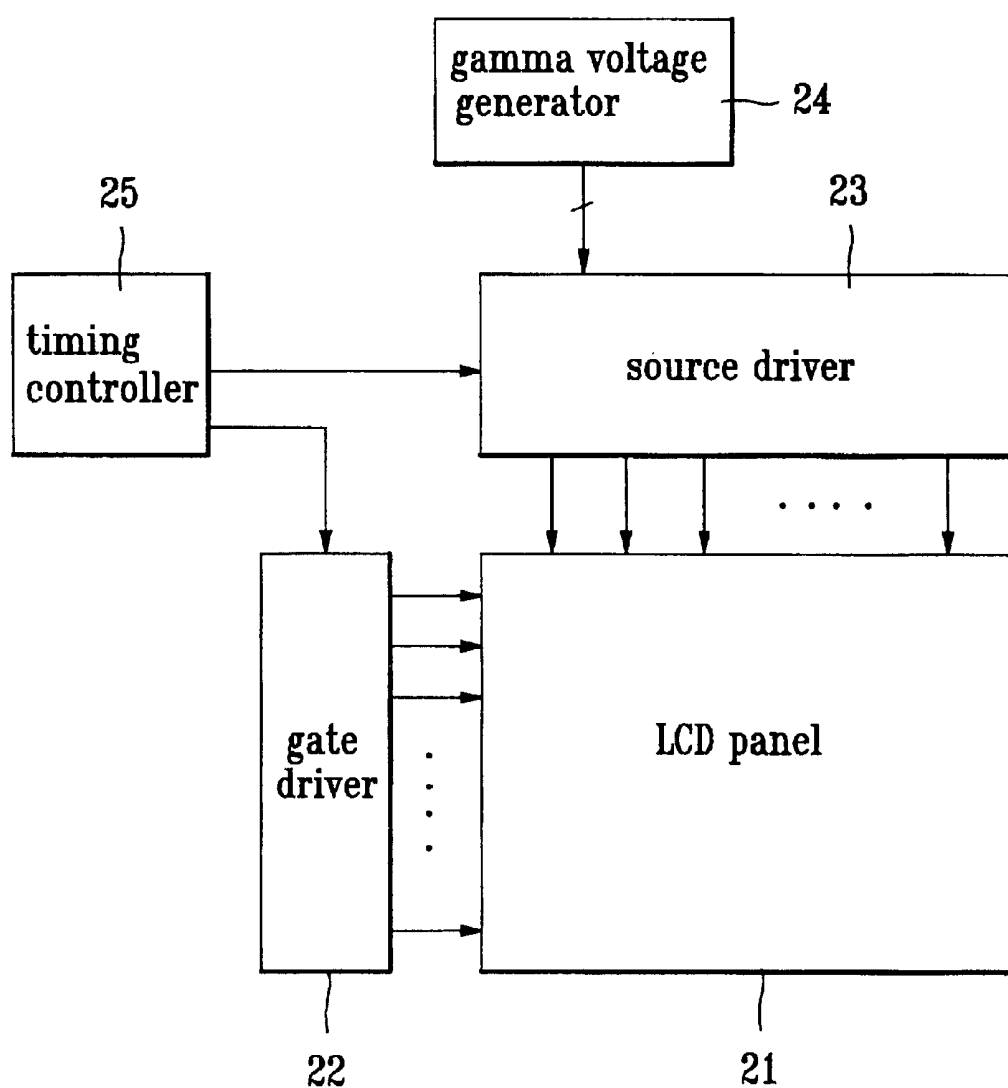 gamma voltage
generator
24
25
23
timing
controller
source driver
gate
driver
LCD panel
22
21